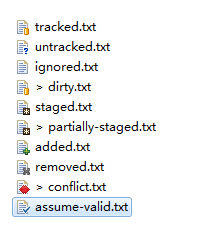 tracked.txt
untracked.txt
ignored.txt
> dirty.txt
staged.txt
> partially-staged.txt
added.txt
removed.txt
> conflict.txt
assume-valid.txt